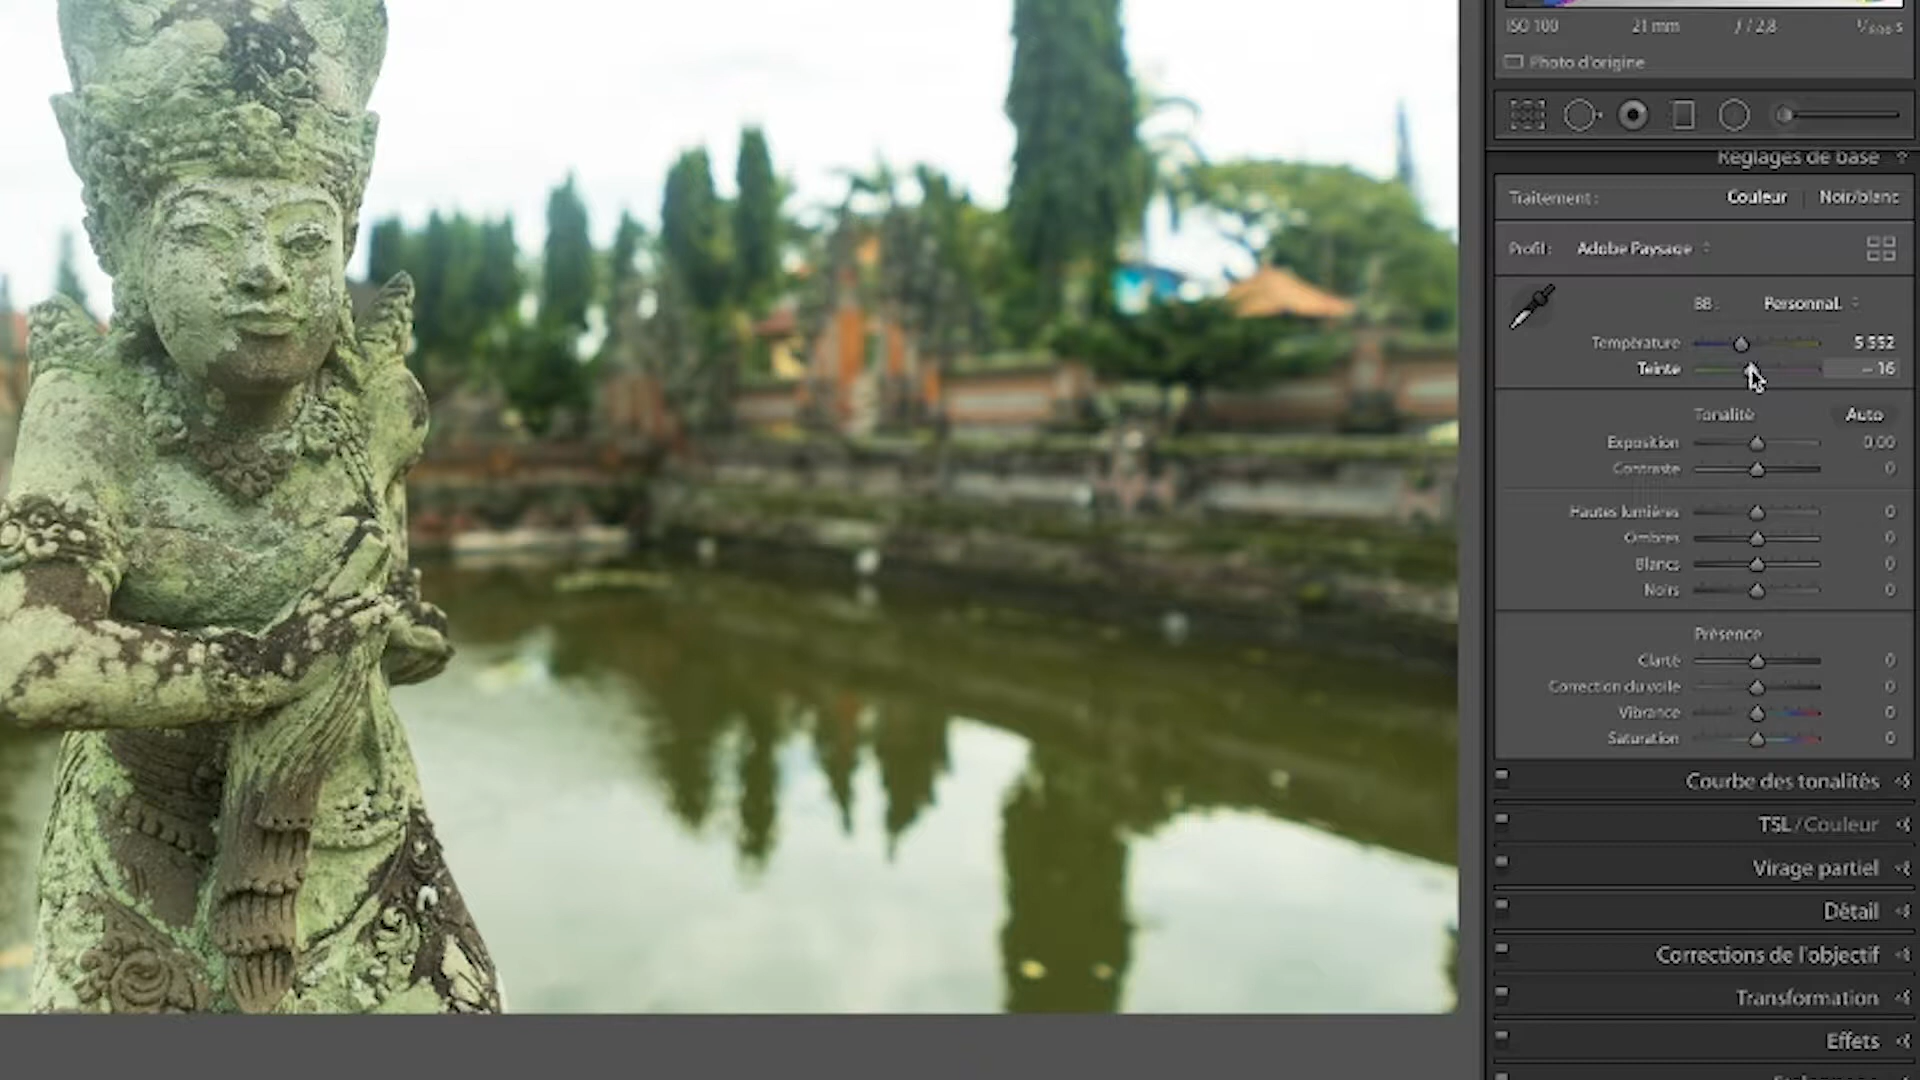 ISO 100 21 mm ƒ / 2,8
Photo d'origine
Réglages de base
Traitement : Couleur Noir/blanc
Profil : Adobe Paysage
BB : Personnal.
Température 5 552
Teinte – 16
Tonalité Auto
Exposition 0,00
Contraste 0
Hautes lumières 0
Ombres 0
Blancs 0
Noirs 0
Présence
Clarté 0
Correction du voile 0
Vibrance 0
Saturation 0
Courbe des tonalités
TSL / Couleur
Virage partiel
Détail
Corrections de l'objectif
Transformation
Effets